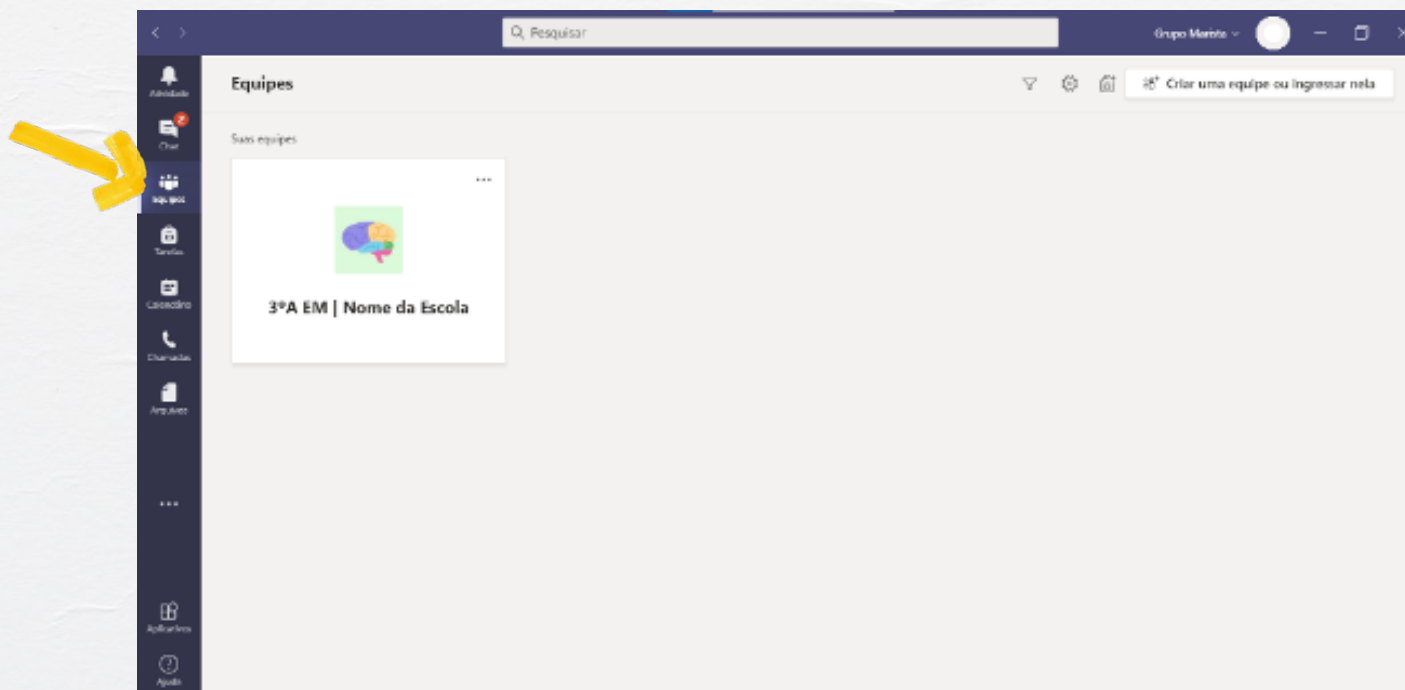 Pesquisar
Grupo Marista
Atividade
Chat
2
Equipes
Tarefas
Calendário
Chamadas
Arquivos
...
Aplicativos
Ajuda
Equipes
Criar uma equipe ou ingressar nela
Suas equipes
...
3ºA EM | Nome da Escola